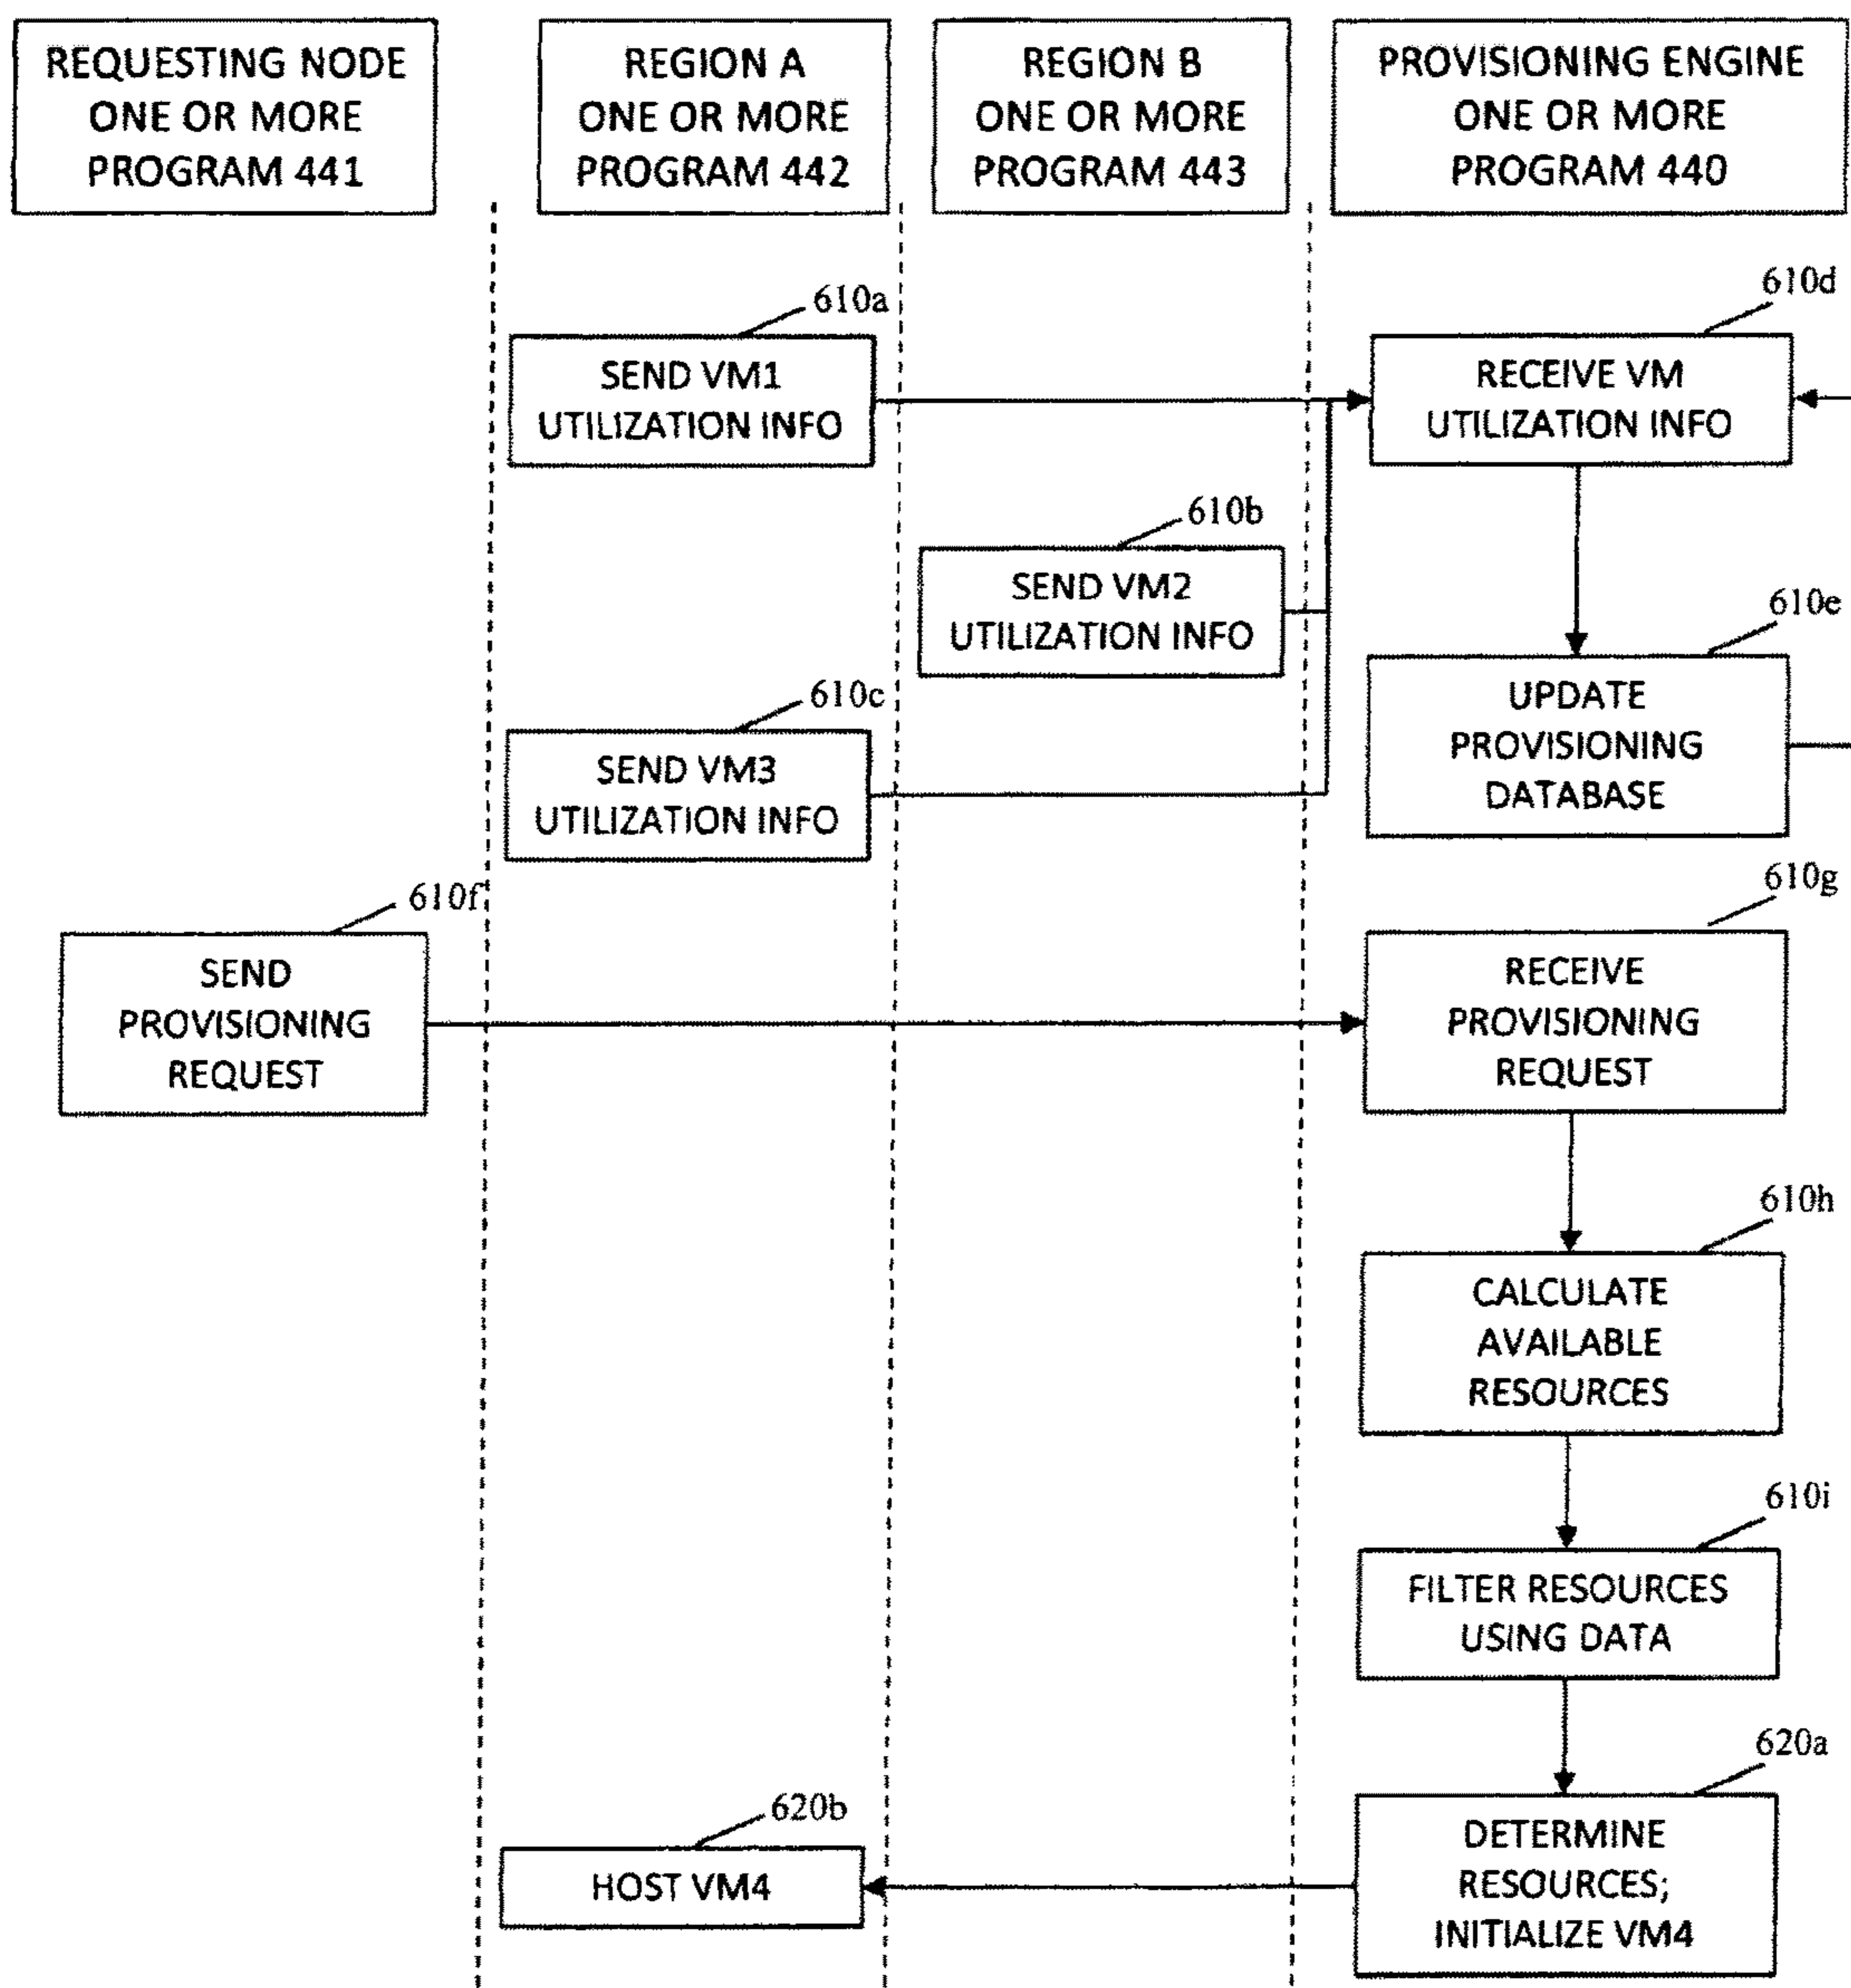 REQUESTING NODE
ONE OR MORE
PROGRAM 441
REGION A
ONE OR MORE
PROGRAM 442
REGION B
ONE OR MORE
PROGRAM 443
PROVISIONING ENGINE
ONE OR MORE
PROGRAM 440
610a
SEND VM1
UTILIZATION INFO
610d
RECEIVE VM
UTILIZATION INFO
610b
SEND VM2
UTILIZATION INFO
610e
UPDATE
PROVISIONING
DATABASE
610c
SEND VM3
UTILIZATION INFO
610f
SEND
PROVISIONING
REQUEST
610g
RECEIVE
PROVISIONING
REQUEST
610h
CALCULATE
AVAILABLE
RESOURCES
610i
FILTER RESOURCES
USING DATA
620a
DETERMINE
RESOURCES;
INITIALIZE VM4
620b
HOST VM4